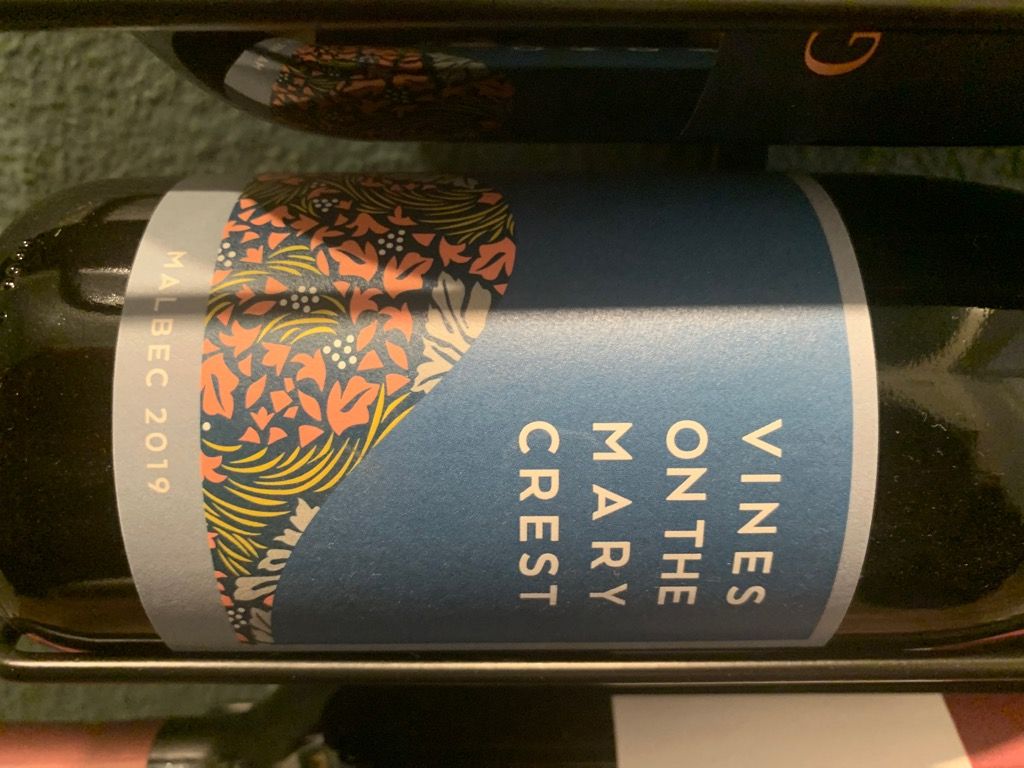 VINES
ON THE
MARY
CREST
MALBEC 2019
G